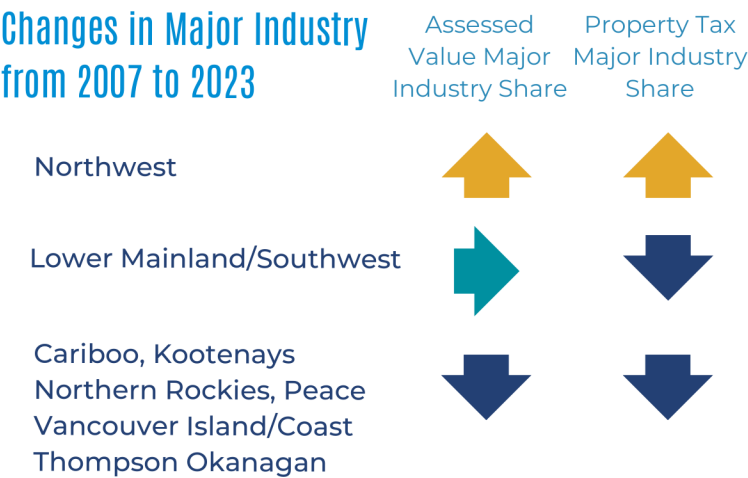 Changes in Major Industry
from 2007 to 2023
Assessed
Value Major
Industry Share
Property Tax
Major Industry
Share
Northwest
Lower Mainland/Southwest
Cariboo, Kootenays
Northern Rockies, Peace
Vancouver Island/Coast
Thompson Okanagan